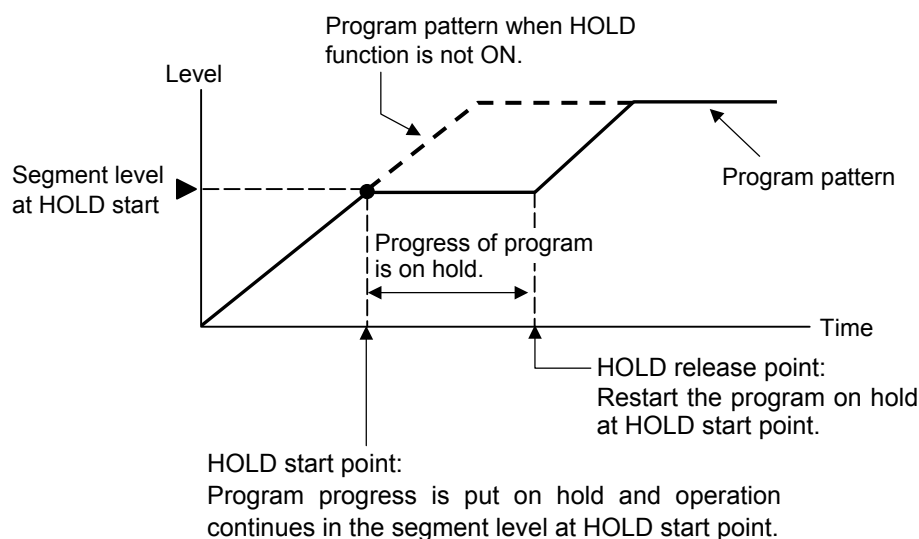 Program pattern when HOLD
function is not ON.
Level
Segment level
at HOLD start
Program pattern
Progress of program
is on hold.
Time
HOLD release point:
Restart the program on hold
at HOLD start point.
HOLD start point:
Program progress is put on hold and operation
continues in the segment level at HOLD start point.